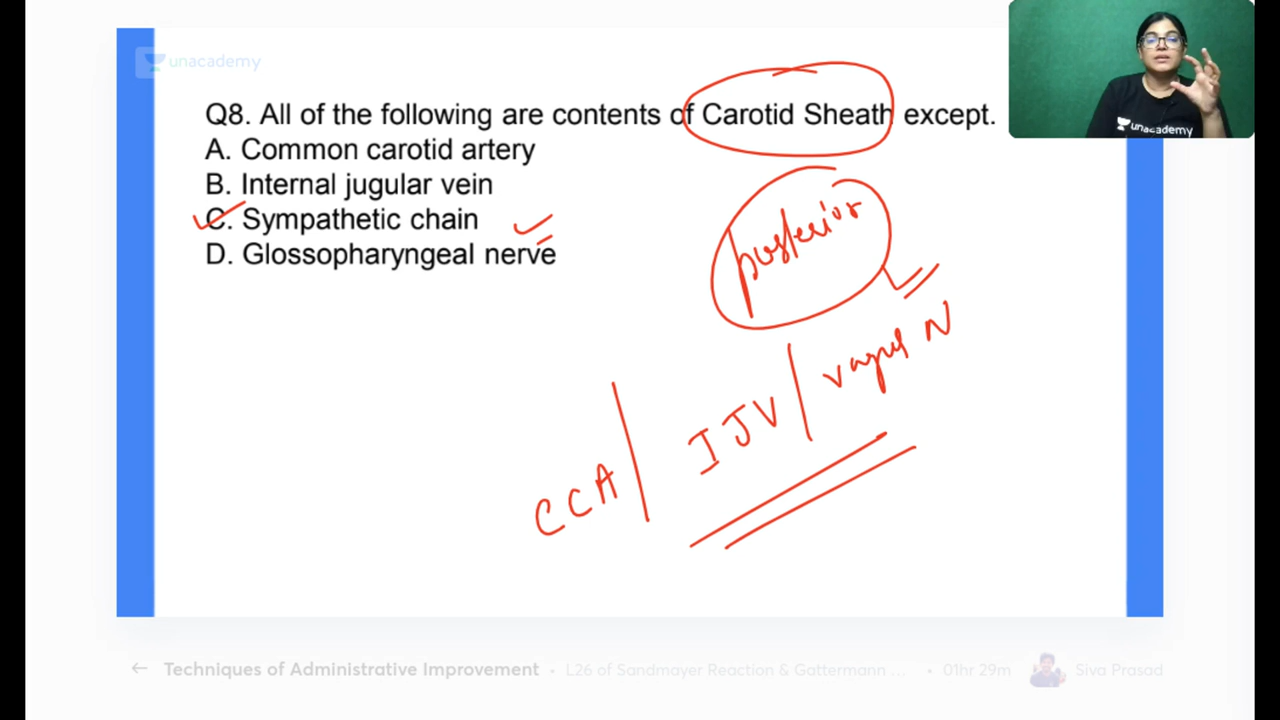 unacademy
Q8. All of the following are contents of Carotid Sheath except.
A. Common carotid artery
B. Internal jugular vein
C. Sympathetic chain
D. Glossopharyngeal nerve
posterior
CCA / IJV / vagus N
unacademy
← Techniques of Administrative Improvement • L26 of Sandmayer Reaction & Gattermann ... • 01hr 29m Siva Prasad